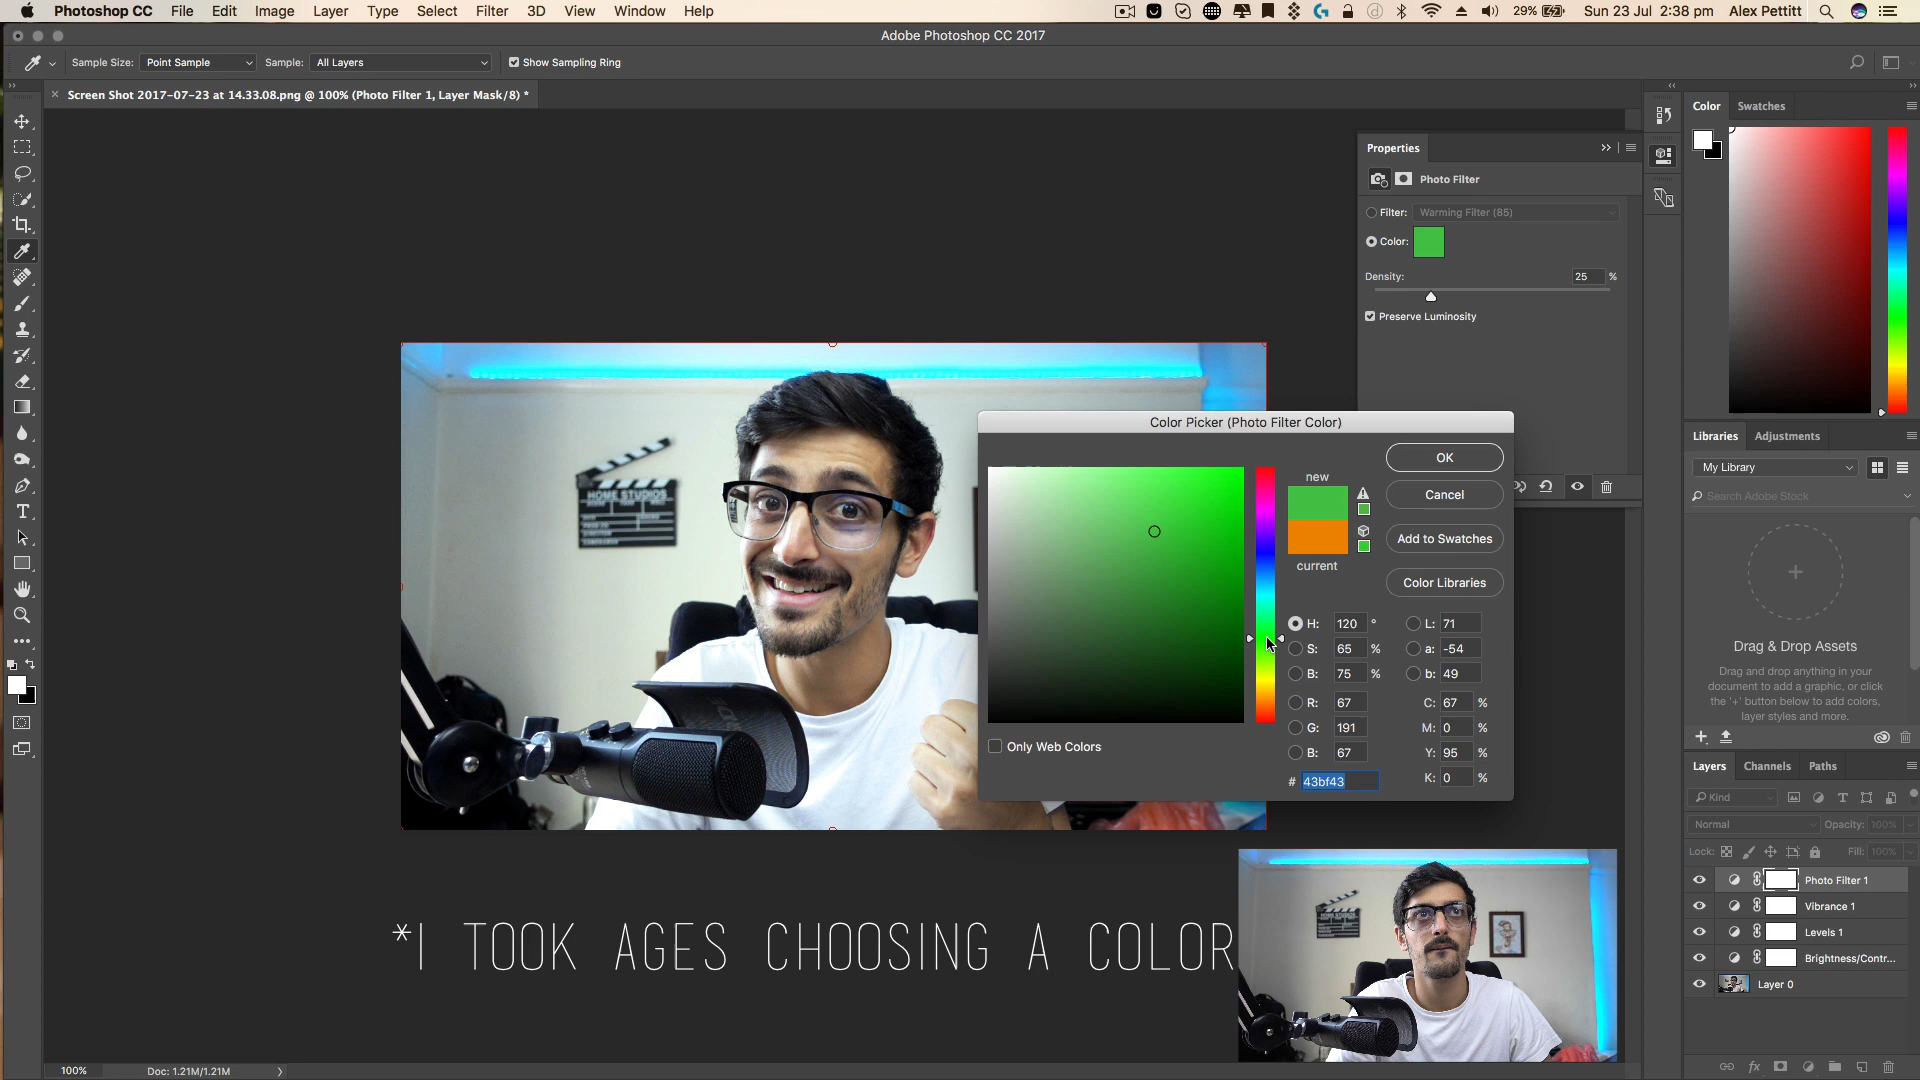 Photoshop CC File Edit Image Layer Type Select Filter 3D View Window Help 29% Sun 23 Jul 2:38 pm Alex Pettitt
Adobe Photoshop CC 2017
Sample Size: Point Sample Sample: All Layers Show Sampling Ring
Screen Shot 2017-07-23 at 14.33.08.png @ 100% (Photo Filter 1, Layer Mask/8) *
Properties
Photo Filter
Filter: Warming Filter (85)
Color:
Density: 25 %
Preserve Luminosity
HOME STUDIOS
Color Picker (Photo Filter Color)
new
current
OK
Cancel
Add to Swatches
Color Libraries
H: 120 ° L: 71
S: 65 % a: -54
B: 75 % b: 49
R: 67 C: 67 %
G: 191 M: 0 %
B: 67 Y: 95 %
# 43bf43 K: 0 %
Only Web Colors
*I TOOK AGES CHOOSING A COLOR
Color Swatches
Libraries Adjustments
My Library
Search Adobe Stock
Drag & Drop Assets
Drag and drop anything in your
document to add a graphic, or click
the '+' button below to add colors,
layer styles and more.
Layers Channels Paths
Kind
Normal Opacity: 100%
Lock: Fill: 100%
Photo Filter 1
Vibrance 1
Levels 1
Brightness/Contr...
Layer 0
fx
100% Doc: 1.21M/1.21M